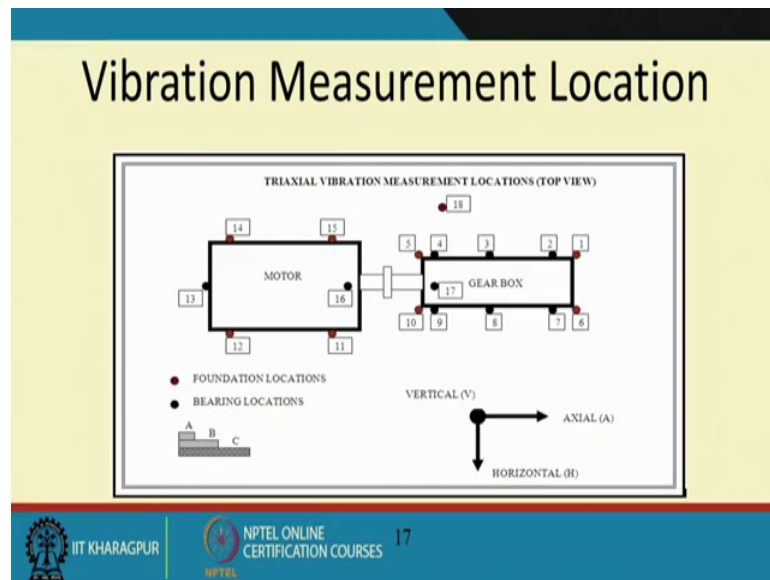 Vibration Measurement Location
TRIAXIAL VIBRATION MEASUREMENT LOCATIONS (TOP VIEW)
18
14 15 5 4 3 2 1
MOTOR GEAR BOX
13 16 17
12 11 10 9 8 7 6
FOUNDATION LOCATIONS
BEARING LOCATIONS
A B C
VERTICAL (V)
AXIAL (A)
HORIZONTAL (H)
IIT KHARAGPUR
NPTEL ONLINE
CERTIFICATION COURSES
NPTEL
17